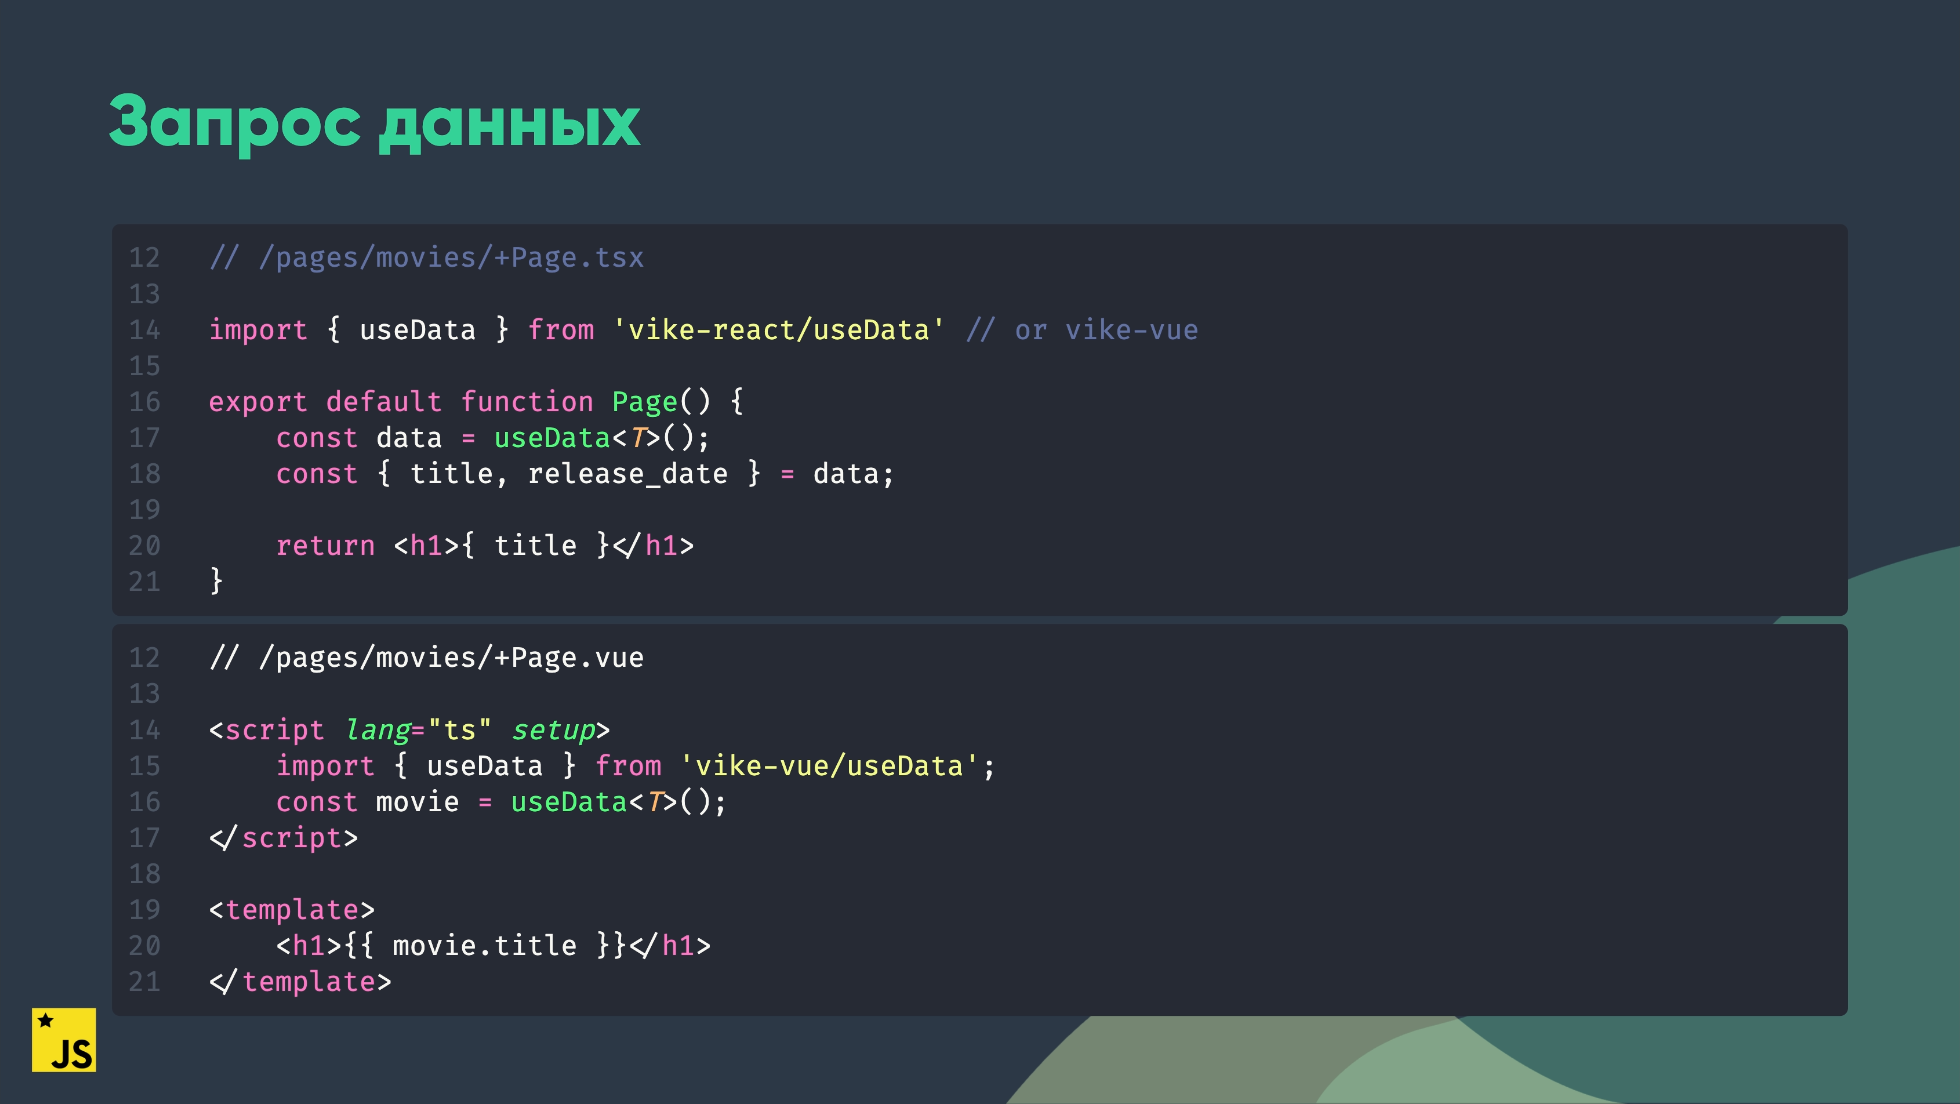 Запрос данных
12 // /pages/movies/+Page.tsx
13
14 import { useData } from 'vike-react/useData' // or vike-vue
15
16 export default function Page() {
17     const data = useData<T>();
18     const { title, release_date } = data;
19
20     return <h1>{ title }</h1>
21 }
12 // /pages/movies/+Page.vue
13
14 <script lang="ts" setup>
15     import { useData } from 'vike-vue/useData';
16     const movie = useData<T>();
17 </script>
18
19 <template>
20     <h1>{{ movie.title }}</h1>
21 </template>
JS